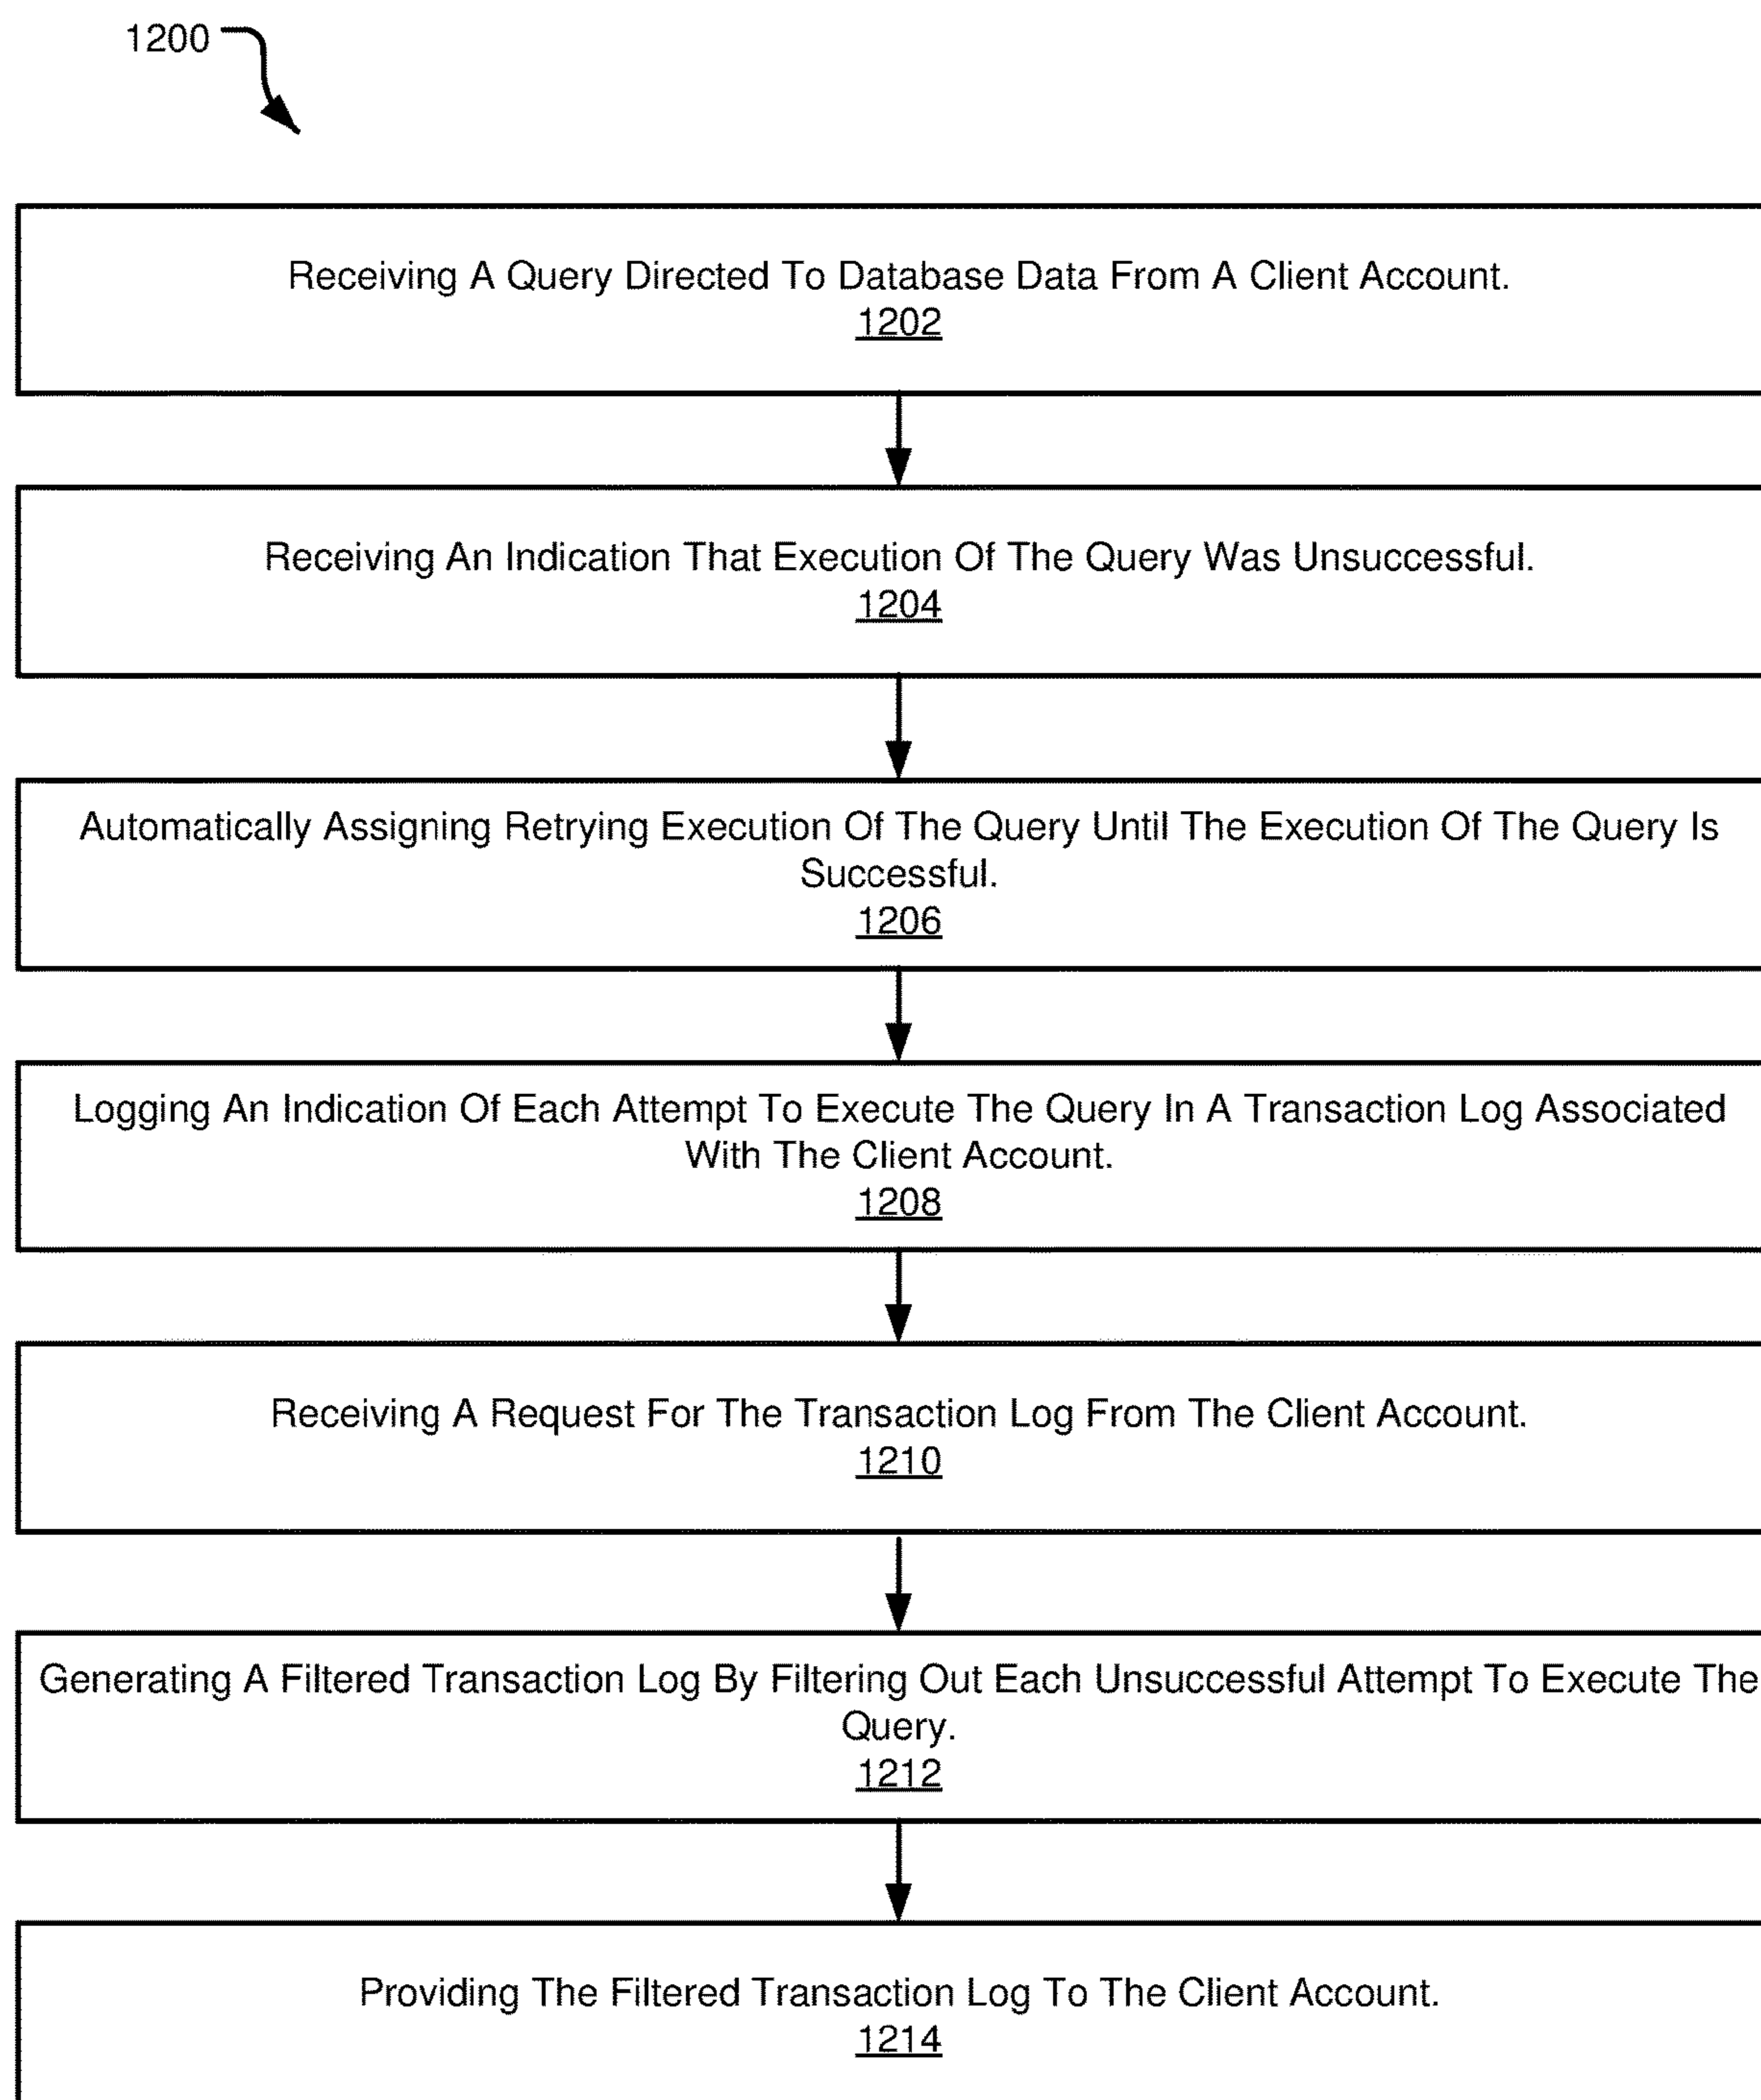 1200
Receiving A Query Directed To Database Data From A Client Account.
1202
Receiving An Indication That Execution Of The Query Was Unsuccessful.
1204
Automatically Assigning Retrying Execution Of The Query Until The Execution Of The Query Is
Successful.
1206
Logging An Indication Of Each Attempt To Execute The Query In A Transaction Log Associated
With The Client Account.
1208
Receiving A Request For The Transaction Log From The Client Account.
1210
Generating A Filtered Transaction Log By Filtering Out Each Unsuccessful Attempt To Execute The
Query.
1212
Providing The Filtered Transaction Log To The Client Account.
1214